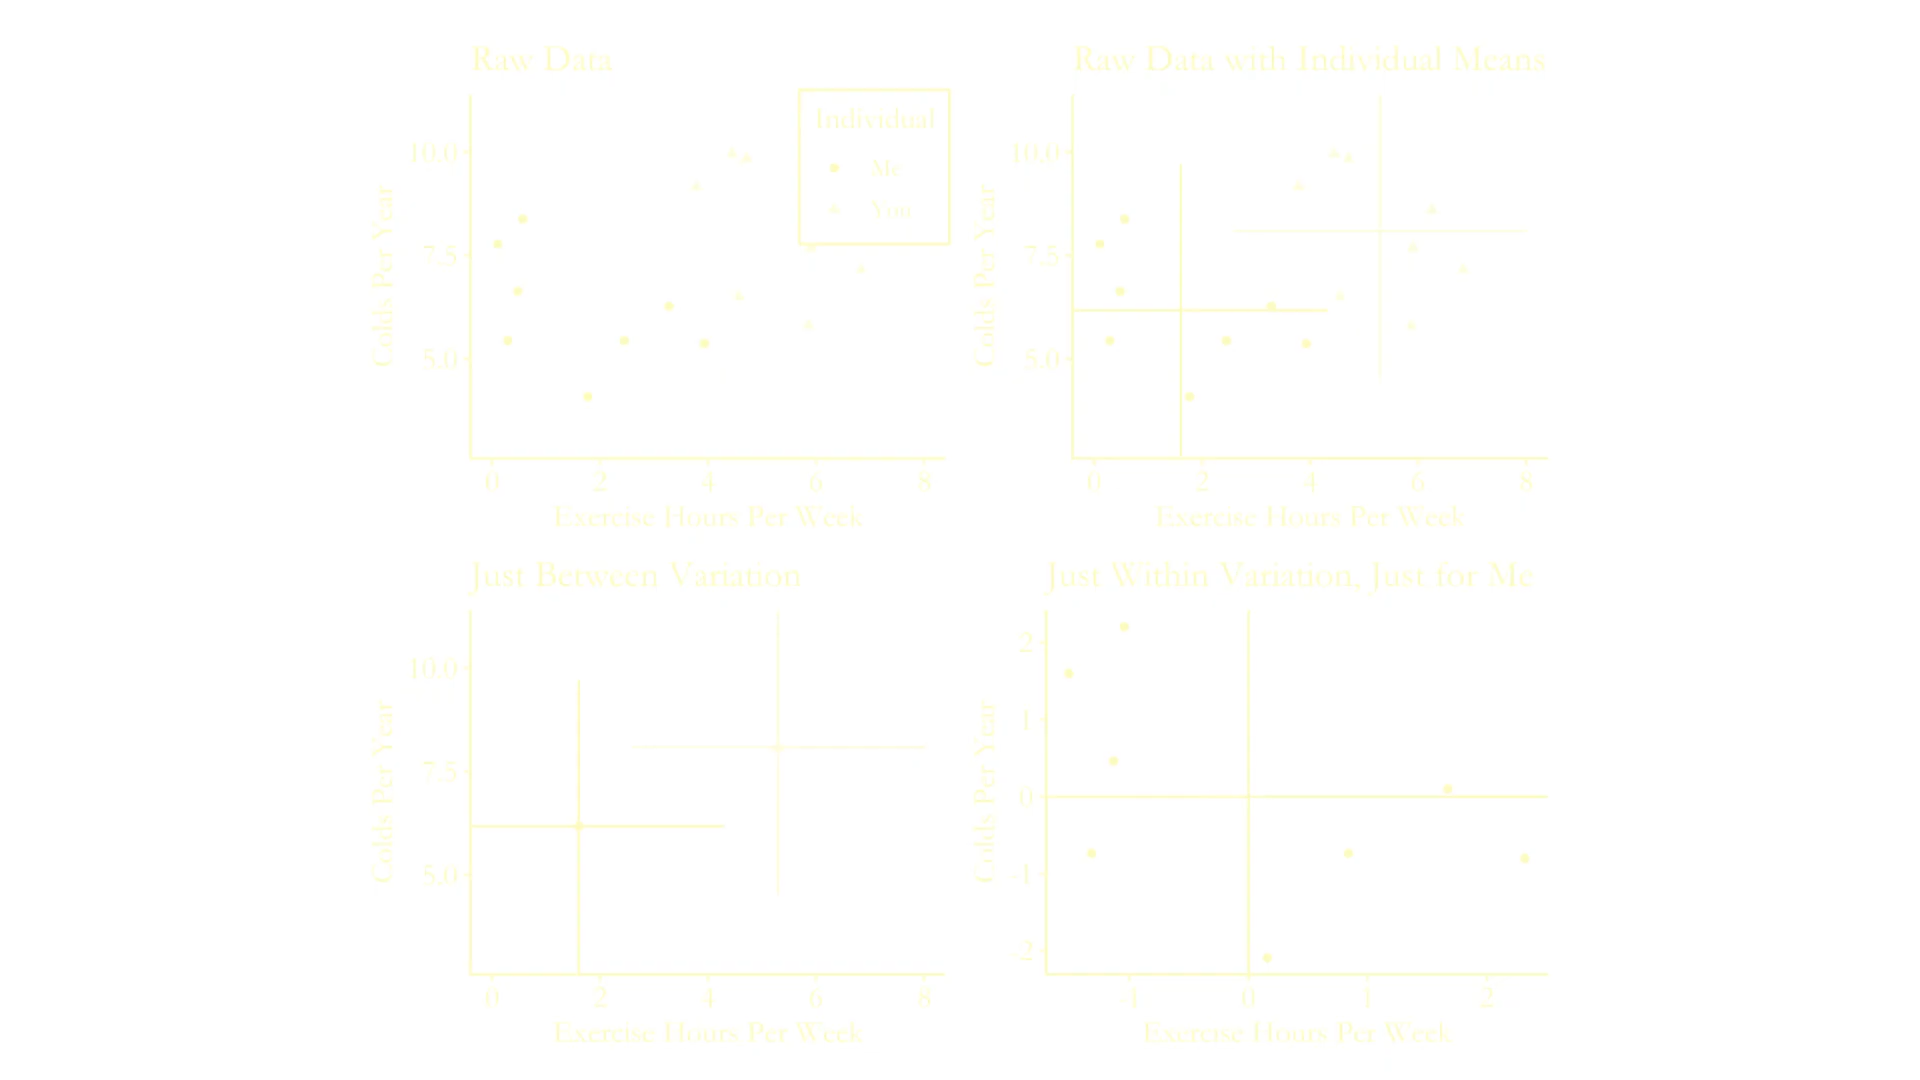 Raw Data
Individual
Me
You
10.0
7.5
5.0
Colds Per Year
0 2 4 6 8
Exercise Hours Per Week
Raw Data with Individual Means
10.0
7.5
5.0
Colds Per Year
0 2 4 6 8
Exercise Hours Per Week
Just Between Variation
10.0
7.5
5.0
Colds Per Year
0 2 4 6 8
Exercise Hours Per Week
Just Within Variation, Just for Me
2
1
0
-1
-2
Colds Per Year
-1 0 1 2
Exercise Hours Per Week